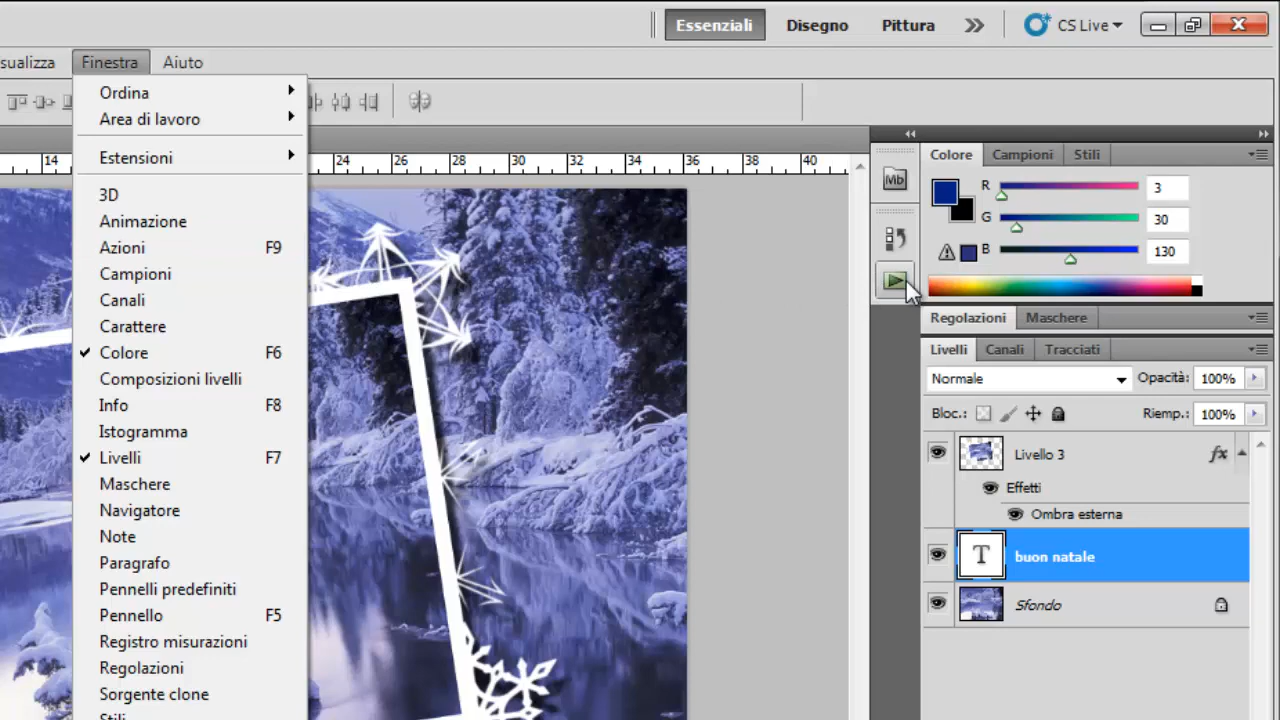 Essenziali Disegno Pittura CS Live
sualizza Finestra Aiuto
Ordina
Area di lavoro
Estensioni
3D
Animazione
Azioni F9
Campioni
Canali
Carattere
Colore F6
Composizioni livelli
Info F8
Istogramma
Livelli F7
Maschere
Navigatore
Note
Paragrafo
Pennelli predefiniti
Pennello F5
Registro misurazioni
Regolazioni
Sorgente clone
Stili
14 24 26 28 30 32 34 36 38 40
Mb
Colore Campioni Stili
R 3
G 30
B 130
Regolazioni Maschere
Livelli Canali Tracciati
Normale Opacità: 100%
Bloc.: Riemp.: 100%
Livello 3 fx
Effetti
Ombra esterna
T buon natale
Sfondo